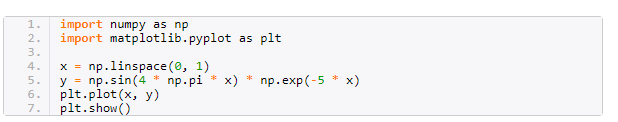 1. import numpy as np
2. import matplotlib.pyplot as plt
3.
4. x = np.linspace(0, 1)
5. y = np.sin(4 * np.pi * x) * np.exp(-5 * x)
6. plt.plot(x, y)
7. plt.show()